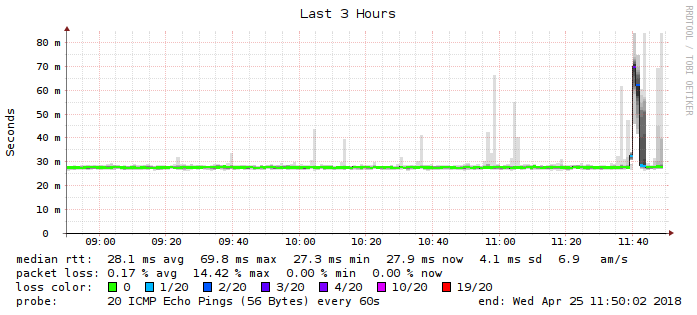 Last 3 Hours
RRDTOOL / TOBI OETIKER
Seconds
80 m
70 m
60 m
50 m
40 m
30 m
20 m
10 m
0
09:00 09:20 09:40 10:00 10:20 10:40 11:00 11:20 11:40
median rtt: 28.1 ms avg 69.8 ms max 27.3 ms min 27.9 ms now 4.1 ms sd 6.9 am/s
packet loss: 0.17 % avg 14.42 % max 0.00 % min 0.00 % now
loss color: 0 1/20 2/20 3/20 4/20 10/20 19/20
probe: 20 ICMP Echo Pings (56 Bytes) every 60s end: Wed Apr 25 11:50:02 2018